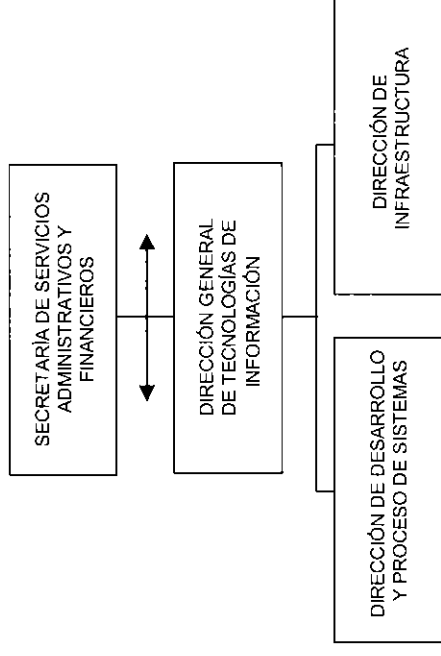 SECRETARÍA DE SERVICIOS
ADMINISTRATIVOS Y
FINANCIEROS
DIRECCIÓN GENERAL
DE TECNOLOGÍAS DE
INFORMACIÓN
DIRECCIÓN DE DESARROLLO
Y PROCESO DE SISTEMAS
DIRECCIÓN DE
INFRAESTRUCTURA